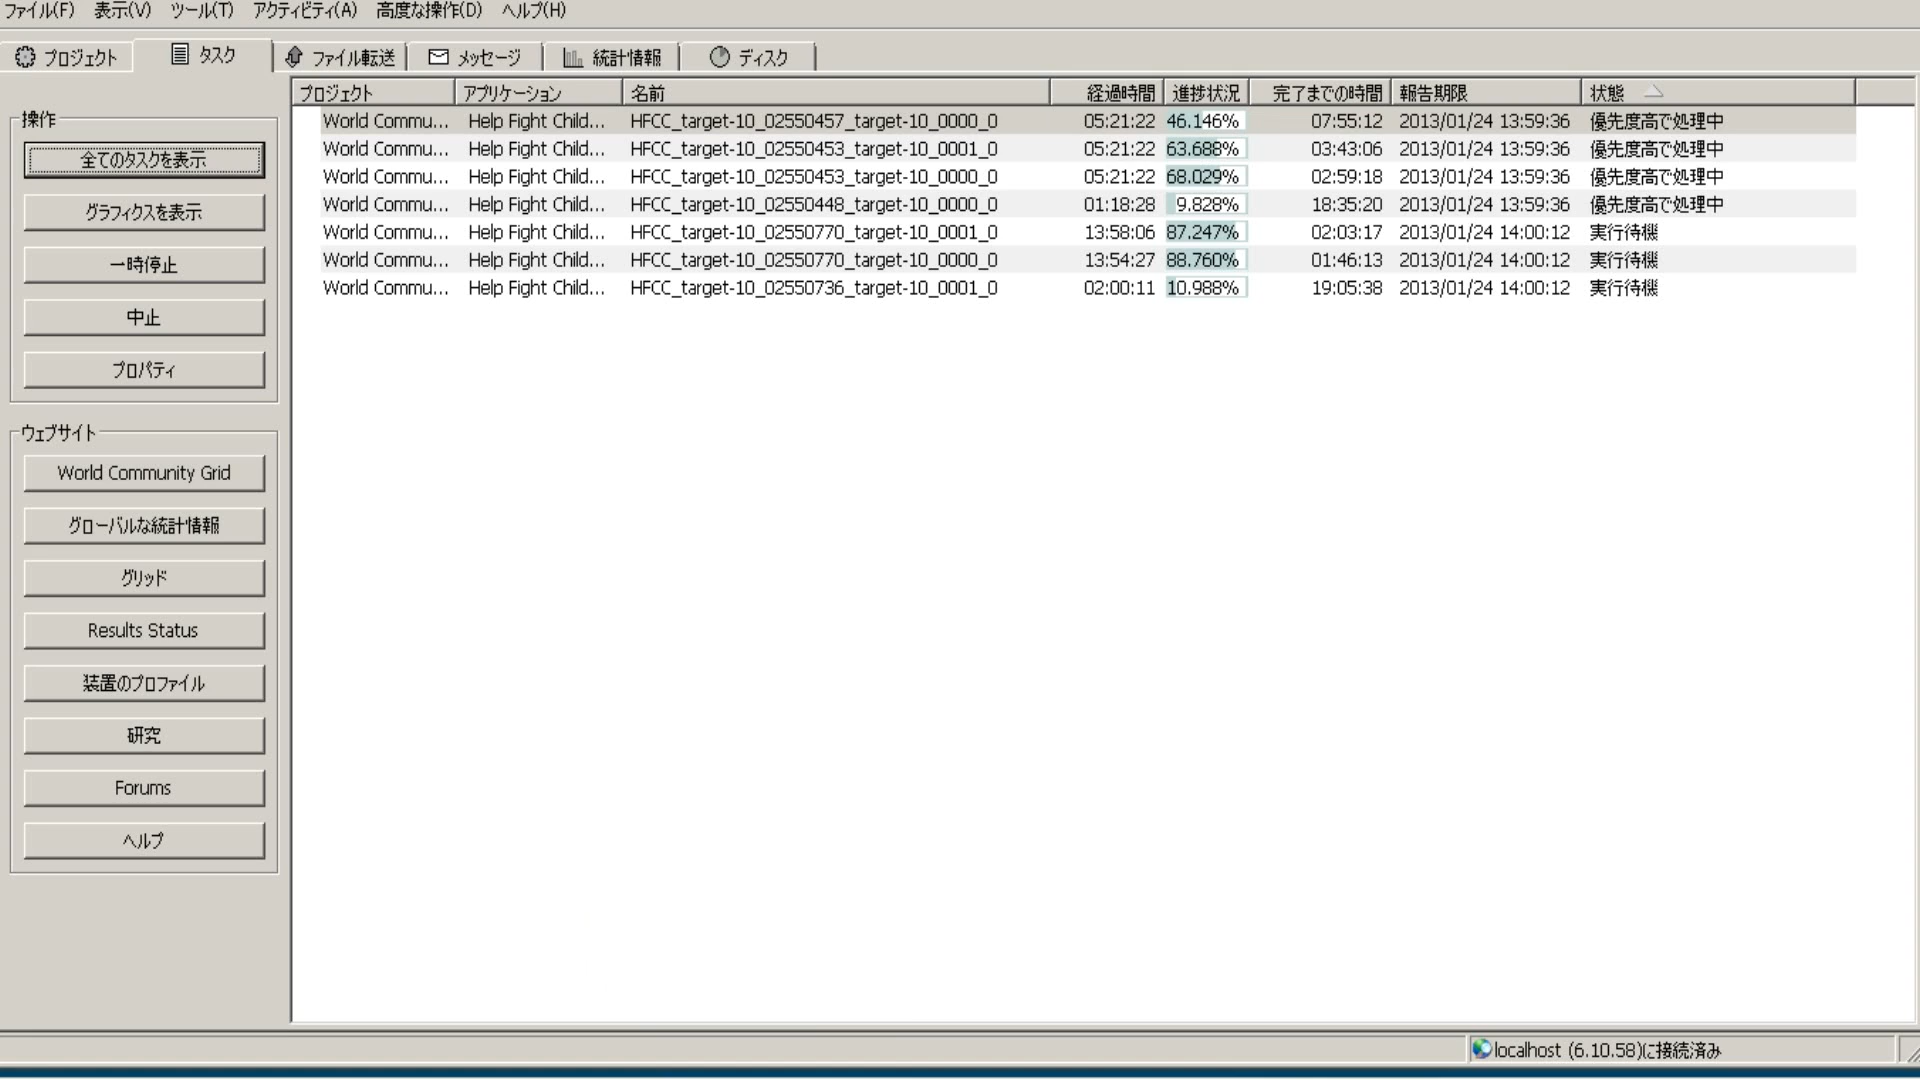 ファイル(F) 表示(V) ツール(T) アクティビティ(A) 高度な操作(D) ヘルプ(H)
プロジェクト タスク ファイル転送 メッセージ 統計情報 ディスク
操作
全てのタスクを表示
グラフィクスを表示
一時停止
中止
プロパティ
ウェブサイト
World Community Grid
グローバルな統計情報
グリッド
Results Status
装置のプロファイル
研究
Forums
ヘルプ
プロジェクト アプリケーション 名前 経過時間 進捗状況 完了までの時間 報告期限 状態
World Commu... Help Fight Child... HFCC_target-10_02550457_target-10_0000_0 05:21:22 46.146% 07:55:12 2013/01/24 13:59:36 優先度高で処理中
World Commu... Help Fight Child... HFCC_target-10_02550453_target-10_0001_0 05:21:22 63.688% 03:43:06 2013/01/24 13:59:36 優先度高で処理中
World Commu... Help Fight Child... HFCC_target-10_02550453_target-10_0000_0 05:21:22 68.029% 02:59:18 2013/01/24 13:59:36 優先度高で処理中
World Commu... Help Fight Child... HFCC_target-10_02550448_target-10_0000_0 01:18:28 9.828% 18:35:20 2013/01/24 13:59:36 優先度高で処理中
World Commu... Help Fight Child... HFCC_target-10_02550770_target-10_0001_0 13:58:06 87.247% 02:03:17 2013/01/24 14:00:12 実行待機
World Commu... Help Fight Child... HFCC_target-10_02550770_target-10_0000_0 13:54:27 88.760% 01:46:13 2013/01/24 14:00:12 実行待機
World Commu... Help Fight Child... HFCC_target-10_02550736_target-10_0001_0 02:00:11 10.988% 19:05:38 2013/01/24 14:00:12 実行待機
localhost (6.10.58)に接続済み